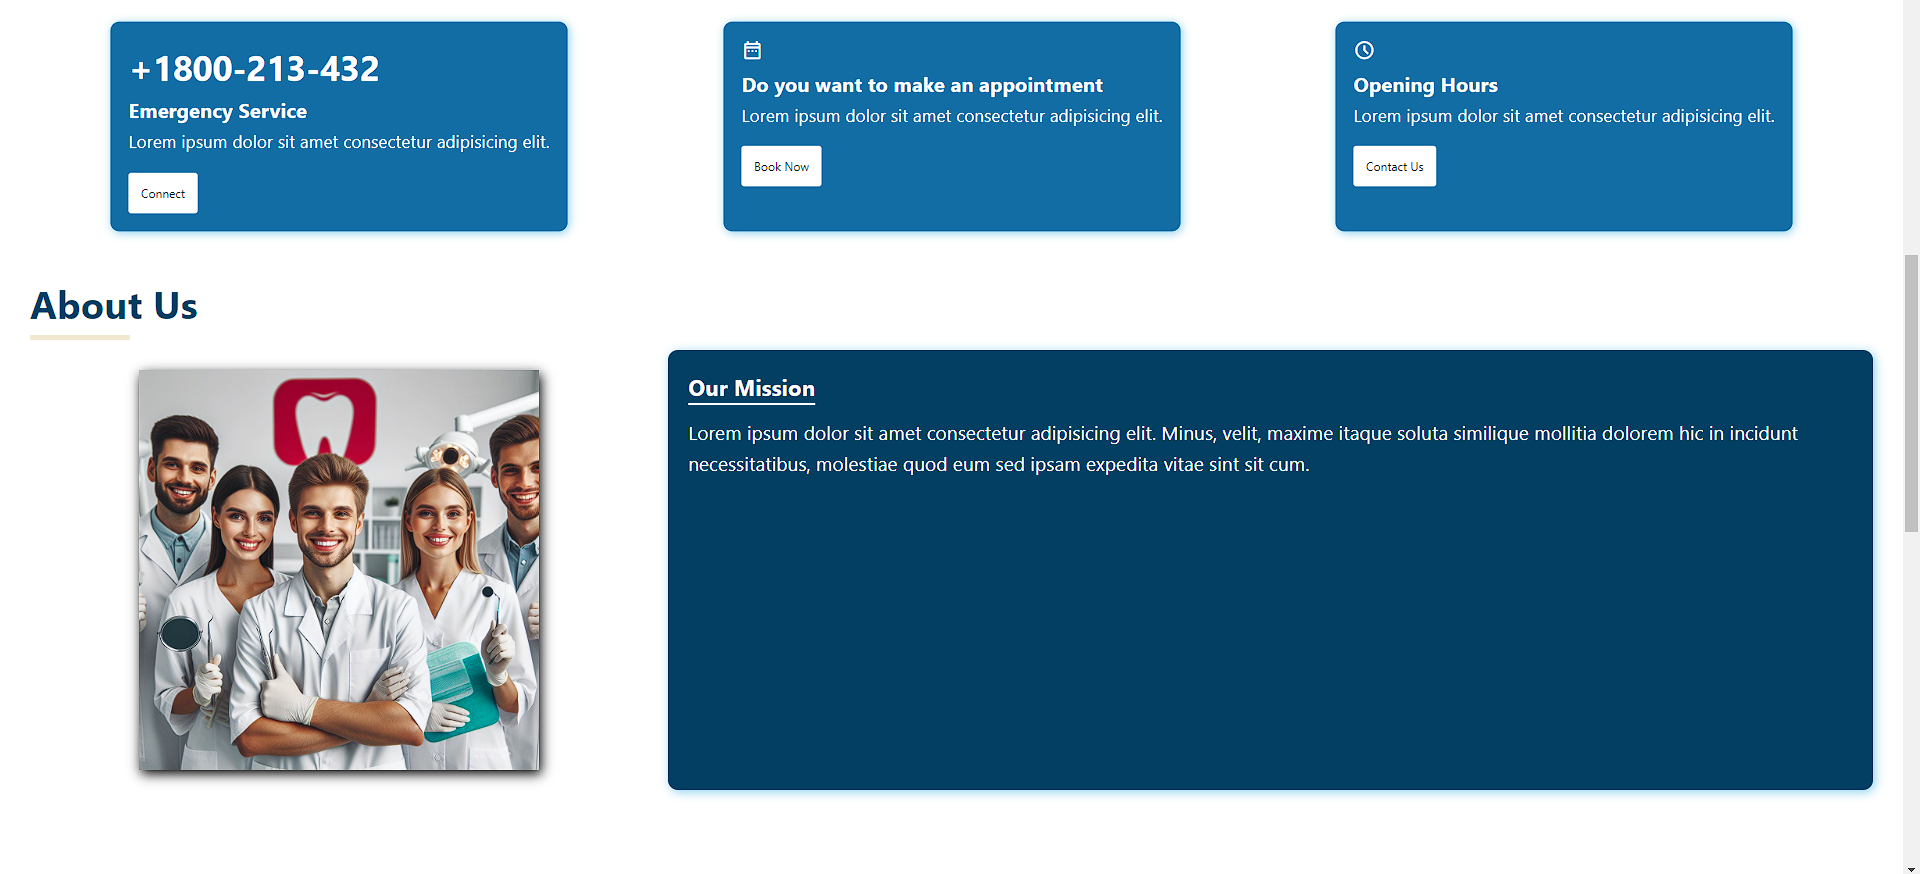 +1800-213-432
Emergency Service
Lorem ipsum dolor sit amet consectetur adipisicing elit.
Connect
Do you want to make an appointment
Lorem ipsum dolor sit amet consectetur adipisicing elit.
Book Now
Opening Hours
Lorem ipsum dolor sit amet consectetur adipisicing elit.
Contact Us
About Us
Our Mission
Lorem ipsum dolor sit amet consectetur adipisicing elit. Minus, velit, maxime itaque soluta similique mollitia dolorem hic in incidunt
necessitatibus, molestiae quod eum sed ipsam expedita vitae sint sit cum.